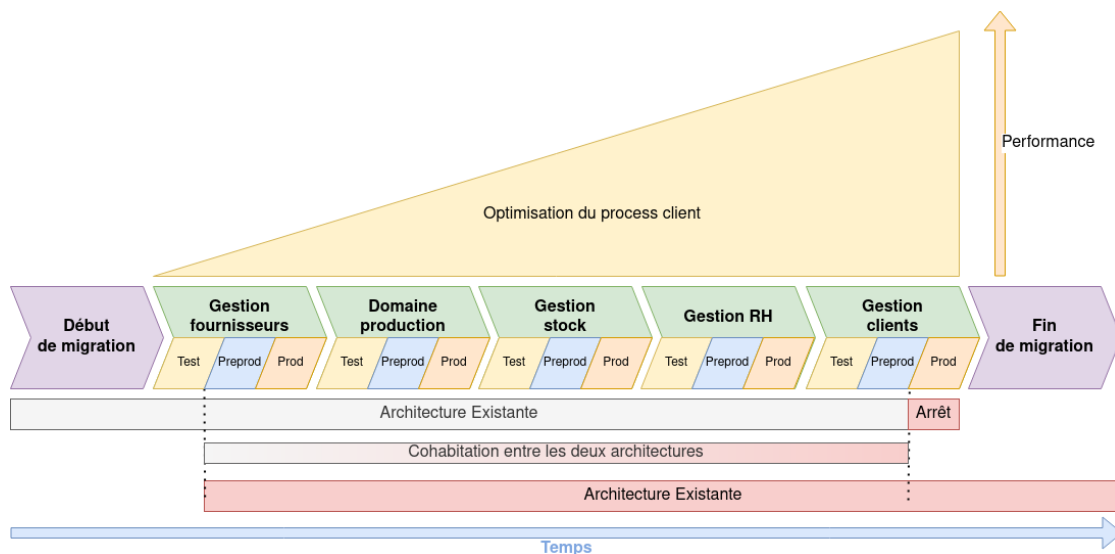 Performance
Optimisation du process client
Début
de migration
Gestion
fournisseurs
Test Preprod Prod
Domaine
production
Test Preprod Prod
Gestion
stock
Test Preprod Prod
Gestion RH
Test Preprod Prod
Gestion
clients
Test Preprod Prod
Fin
de migration
Architecture Existante
Arrêt
Cohabitation entre les deux architectures
Architecture Existante
Temps